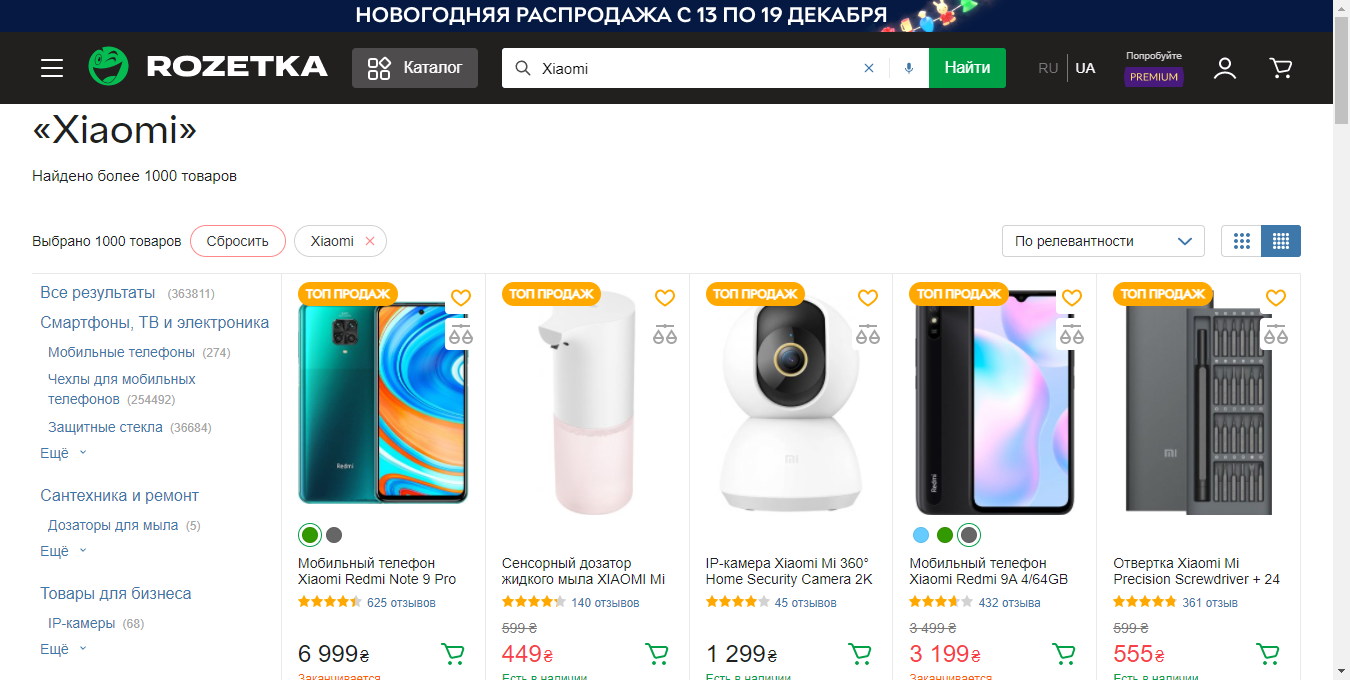 НОВОГОДНЯЯ РАСПРОДАЖА С 13 ПО 19 ДЕКАБРЯ
ROZETKA
Каталог
Xiaomi
Найти
RU
UA
Попробуйте
PREMIUM
«Xiaomi»
Найдено более 1000 товаров
Выбрано 1000 товаров
Сбросить
Xiaomi
По релевантности
Все результаты (363811)
Смартфоны, ТВ и электроника
Мобильные телефоны (274)
Чехлы для мобильных
телефонов (254492)
Защитные стекла (36684)
Ещё
Сантехника и ремонт
Дозаторы для мыла (5)
Ещё
Товары для бизнеса
IP-камеры (68)
Ещё
ТОП ПРОДАЖ
Redmi
Мобильный телефон
Xiaomi Redmi Note 9 Pro
625 отзывов
6 999₴
Заканчивается
ТОП ПРОДАЖ
Сенсорный дозатор
жидкого мыла XIAOMI Mi
140 отзывов
599 ₴
449₴
Есть в наличии
ТОП ПРОДАЖ
mi
IP-камера Xiaomi Mi 360°
Home Security Camera 2K
45 отзывов
1 299₴
Есть в наличии
ТОП ПРОДАЖ
Redmi
Мобильный телефон
Xiaomi Redmi 9A 4/64GB
432 отзыва
3 499 ₴
3 199₴
Заканчивается
ТОП ПРОДАЖ
mi
Отвертка Xiaomi Mi
Precision Screwdriver + 24
361 отзыв
599 ₴
555₴
Есть в наличии